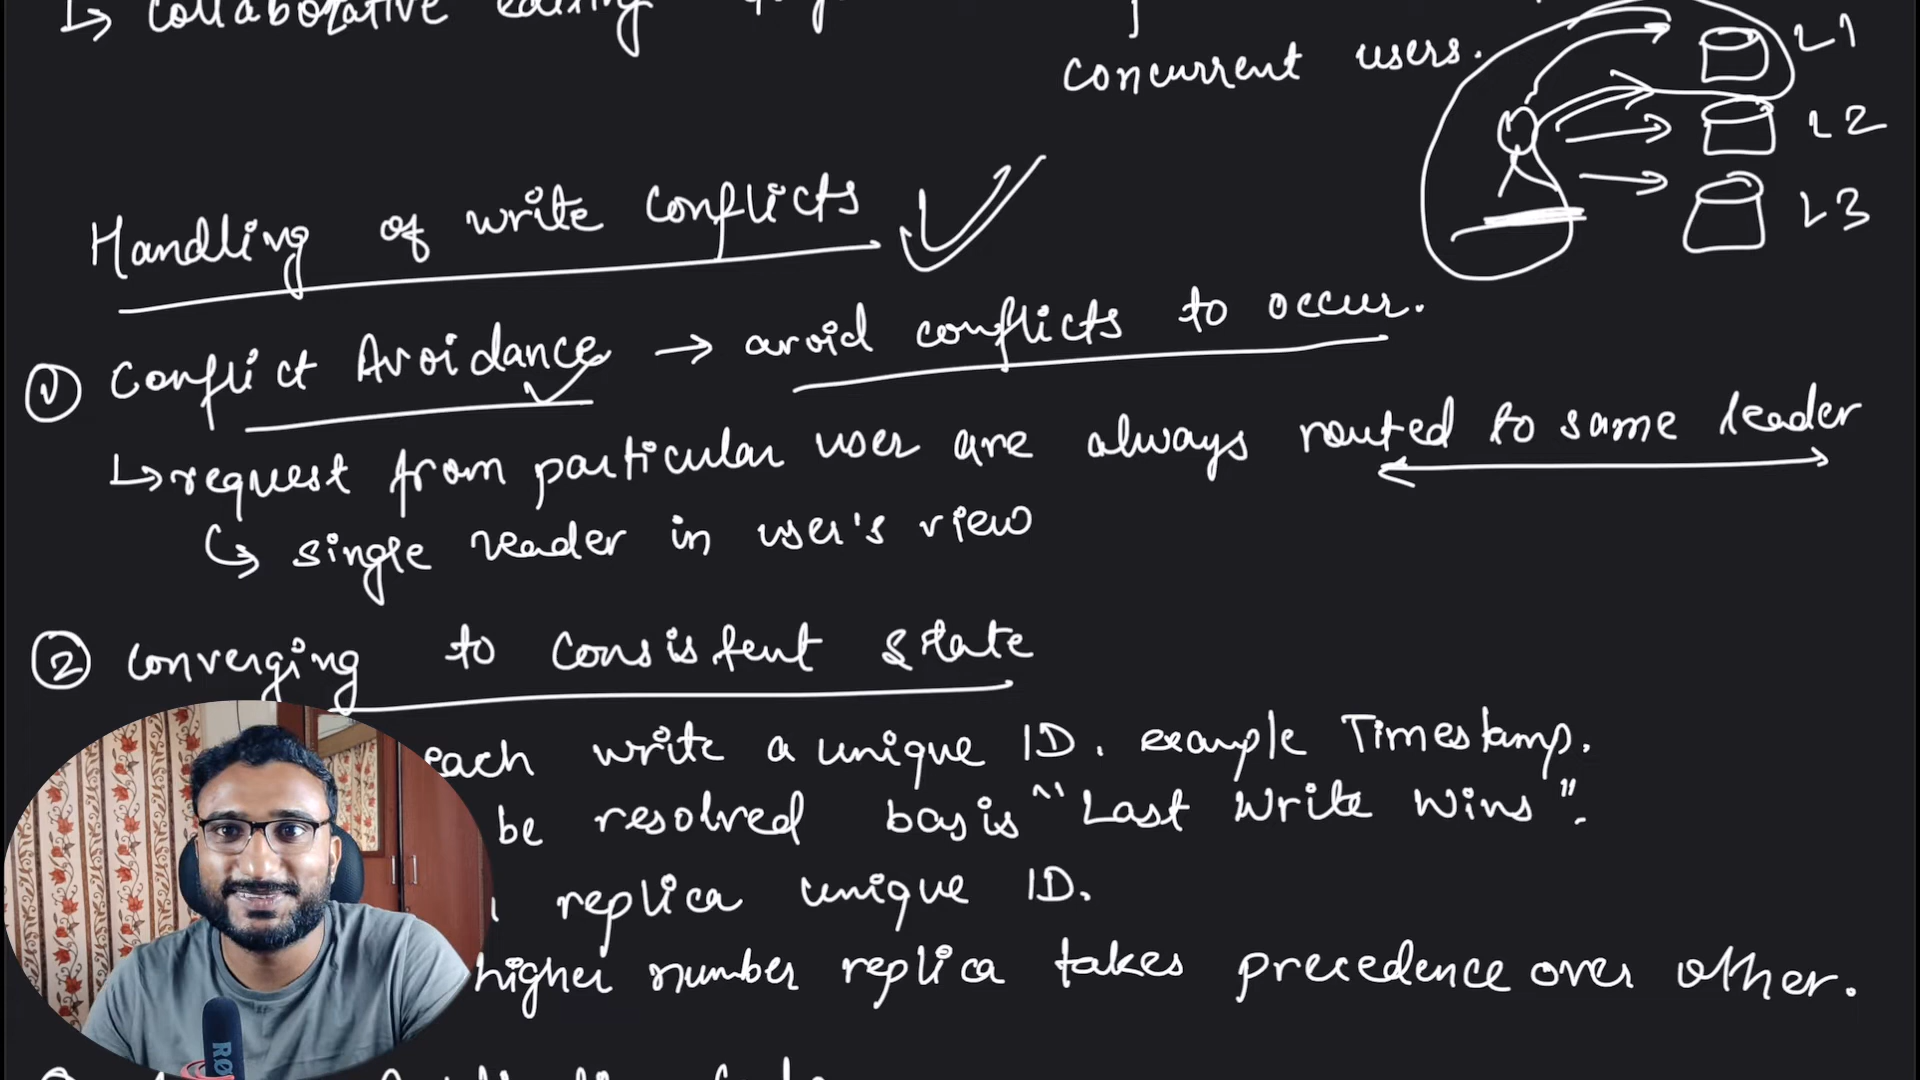 ↳ collaborative editing
concurrent users.
L1
L2
L3
Handling of write conflicts
① Conflict Avoidance → avoid conflicts to occur.
↳ request from particular user are always routed to same leader
↳ single leader in user's view
② Converging to Consistent state
each write a unique ID. example Timestamp.
be resolved basis "Last Write Wins".
replica unique ID.
higher number replica takes precedence over other.
RØ